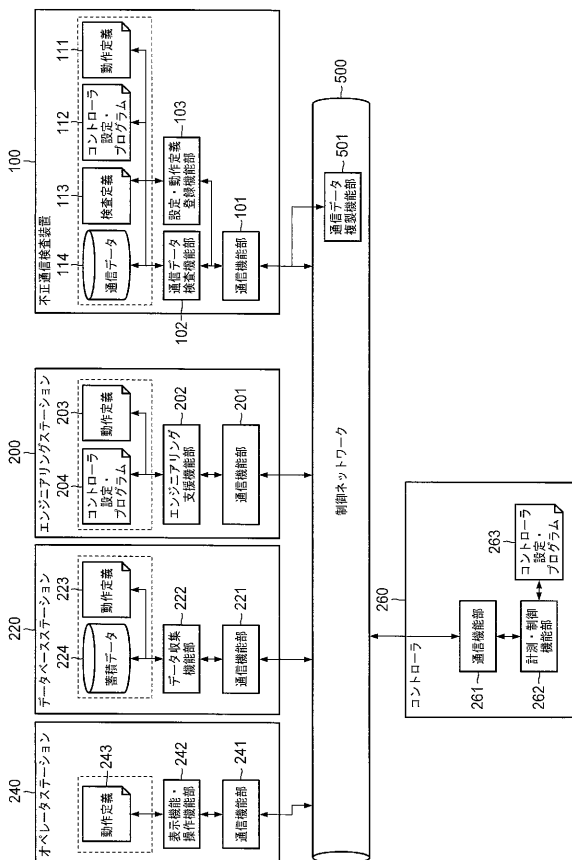 240
オペレータステーション
243
動作定義
242
表示機能・
操作機能部
241
通信機能部
220
データベースステーション
224
蓄積データ
223
動作定義
222
データ収集
機能部
221
通信機能部
200
エンジニアリングステーション
204
コントローラ
設定・
プログラム
203
動作定義
202
エンジニアリング
支援機能部
201
通信機能部
100
不正通信検査装置
114
通信データ
113
検査定義
112
コントローラ
設定・
プログラム
111
動作定義
102
通信データ
検査機能部
103
設定・動作定義
登録機能部
101
通信機能部
500
制御ネットワーク
501
通信データ
複製機能部
260
コントローラ
261
通信機能部
262
計測・制御
機能部
263
コントローラ
設定・
プログラム